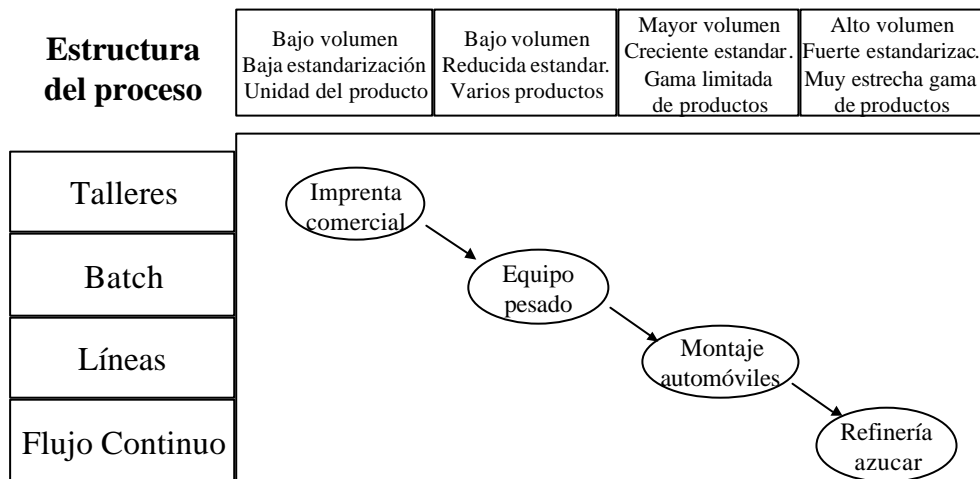 Estructura
del proceso
Bajo volumen
Baja estandarización
Unidad del producto
Bajo volumen
Reducida estandar.
Varios productos
Mayor volumen
Creciente estandar.
Gama limitada
de productos
Alto volumen
Fuerte estandarizac.
Muy estrecha gama
de productos
Talleres
Imprenta
comercial
Batch
Equipo
pesado
Líneas
Montaje
automóviles
Flujo Continuo
Refinería
azucar